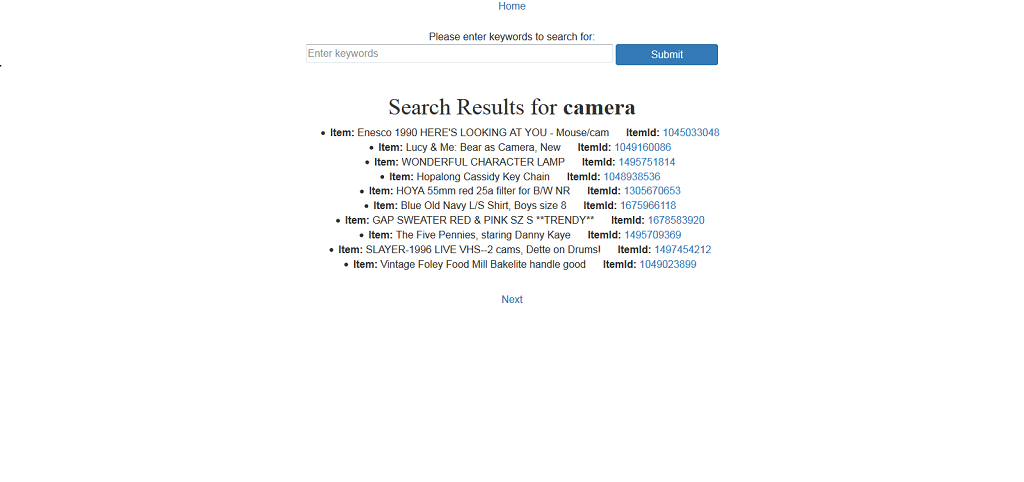 Home
Please enter keywords to search for:
Enter keywords Submit
Search Results for camera
Item: Enesco 1990 HERE'S LOOKING AT YOU - Mouse/cam ItemId: 1045033048
Item: Lucy & Me: Bear as Camera, New ItemId: 1049160086
Item: WONDERFUL CHARACTER LAMP ItemId: 1495751814
Item: Hopalong Cassidy Key Chain ItemId: 1048938536
Item: HOYA 55mm red 25a filter for B/W NR ItemId: 1305670653
Item: Blue Old Navy L/S Shirt, Boys size 8 ItemId: 1675966118
Item: GAP SWEATER RED & PINK SZ S **TRENDY** ItemId: 1678583920
Item: The Five Pennies, staring Danny Kaye ItemId: 1495709369
Item: SLAYER-1996 LIVE VHS--2 cams, Dette on Drums! ItemId: 1497454212
Item: Vintage Foley Food Mill Bakelite handle good ItemId: 1049023899
Next